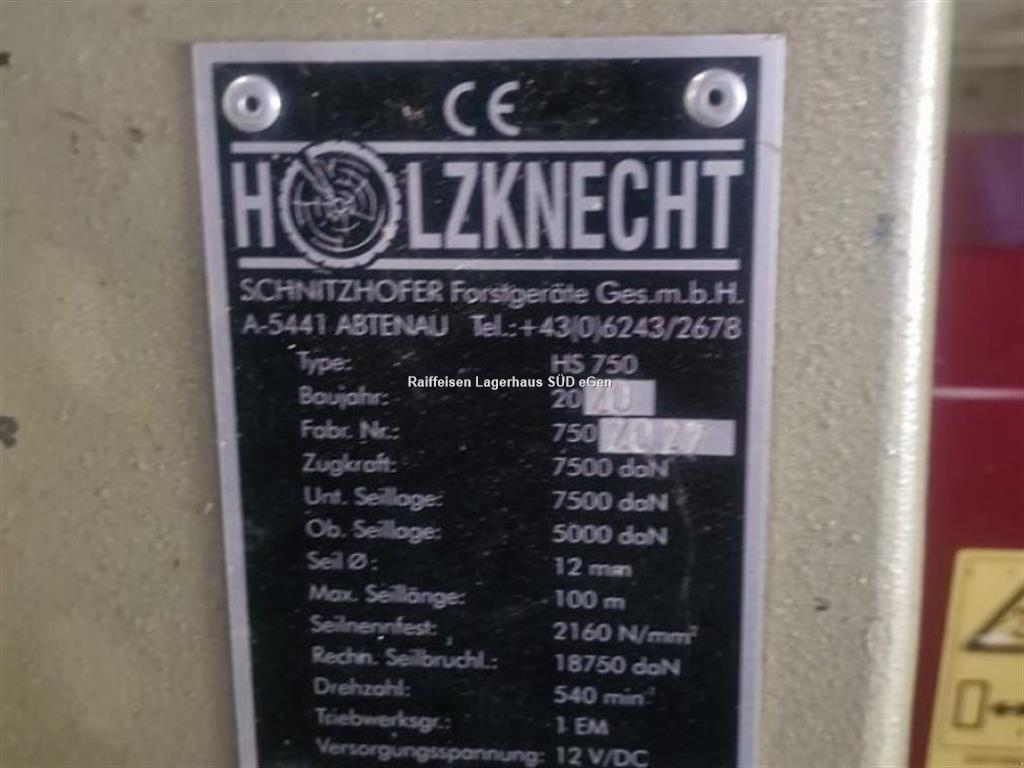 CE
HOLZKNECHT
SCHNITZHOFER Forstgeräte Ges.m.b.H.
A-5441 ABTENAU Tel.:+43(0)6243/2678
Type: HS 750
Raiffeisen Lagerhaus SÜD eGen
Baujahr: 2020
Fabr. Nr.: 750
Zugkraft: 7500 daN
Unt. Seillage: 7500 daN
Ob. Seillage: 5000 daN
Seil Ø: 12 mm
Max. Seillänge: 100 m
Seilnennfest: 2160 N/mm²
Rechn. Seilbruchl.: 18750 daN
Drehzahl: 540 min⁻¹
Triebwerksgr.: 1 EM
Versorgungsspannung: 12 V/DC